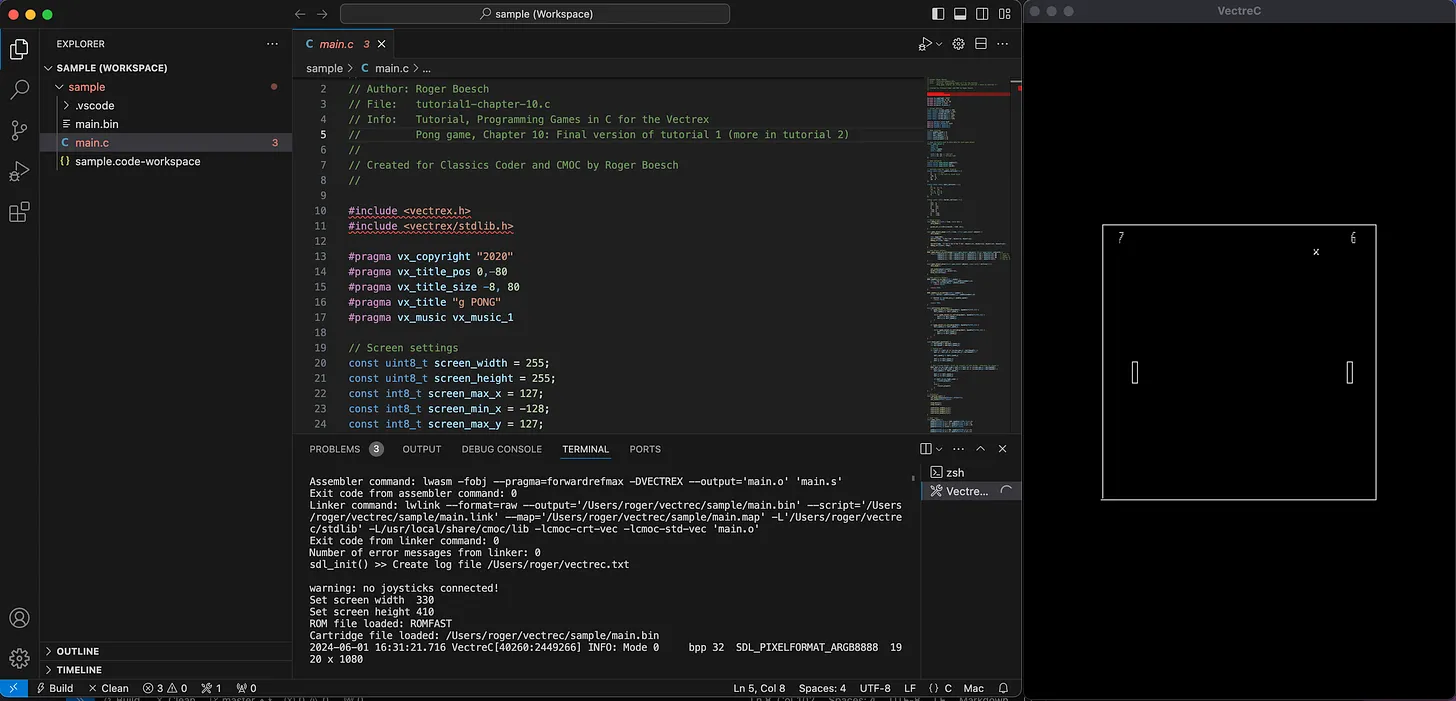 sample (Workspace)
VectreC
EXPLORER
SAMPLE (WORKSPACE)
sample
.vscode
main.bin
C main.c 3
{} sample.code-workspace
OUTLINE
TIMELINE
C main.c 3
sample > C main.c > ...
2 // Author: Roger Boesch
3 // File:   tutorial1-chapter-10.c
4 // Info:   Tutorial, Programming Games in C for the Vectrex
5 //         Pong game, Chapter 10: Final version of tutorial 1 (more in tutorial 2)
6 //
7 // Created for Classics Coder and CMOC by Roger Boesch
8 //
9
10 #include <vectrex.h>
11 #include <vectrex/stdlib.h>
12
13 #pragma vx_copyright "2020"
14 #pragma vx_title_pos 0,-80
15 #pragma vx_title_size -8, 80
16 #pragma vx_title "g PONG"
17 #pragma vx_music vx_music_1
18
19 // Screen settings
20 const uint8_t screen_width = 255;
21 const uint8_t screen_height = 255;
22 const int8_t screen_max_x = 127;
23 const int8_t screen_min_x = -128;
24 const int8_t screen_max_y = 127;
PROBLEMS 3 OUTPUT DEBUG CONSOLE TERMINAL PORTS
Assembler command: lwasm -fobj --pragma=forwardrefmax -DVECTREX --output='main.o' 'main.s'
Exit code from assembler command: 0
Linker command: lwlink --format=raw --output='/Users/roger/vectrec/sample/main.bin' --script='/Users
/roger/vectrec/sample/main.link' --map='/Users/roger/vectrec/sample/main.map' -L'/Users/roger/vectre
c/stdlib' -L/usr/local/share/cmoc/lib -lcmoc-crt-vec -lcmoc-std-vec 'main.o'
Exit code from linker command: 0
Number of error messages from linker: 0
sdl_init() >> Create log file /Users/roger/vectrec.txt
warning: no joysticks connected!
Set screen width  330
Set screen height 410
ROM file loaded: ROMFAST
Cartridge file loaded: /Users/roger/vectrec/sample/main.bin
2024-06-01 16:31:21.716 VectreC[40260:2449266] INFO: Mode 0     bpp 32  SDL_PIXELFORMAT_ARGB8888  19
20 x 1080
zsh
Vectre...
Build Clean 3 0 1 0 Ln 5, Col 8 Spaces: 4 UTF-8 LF {} C Mac
7 6
x